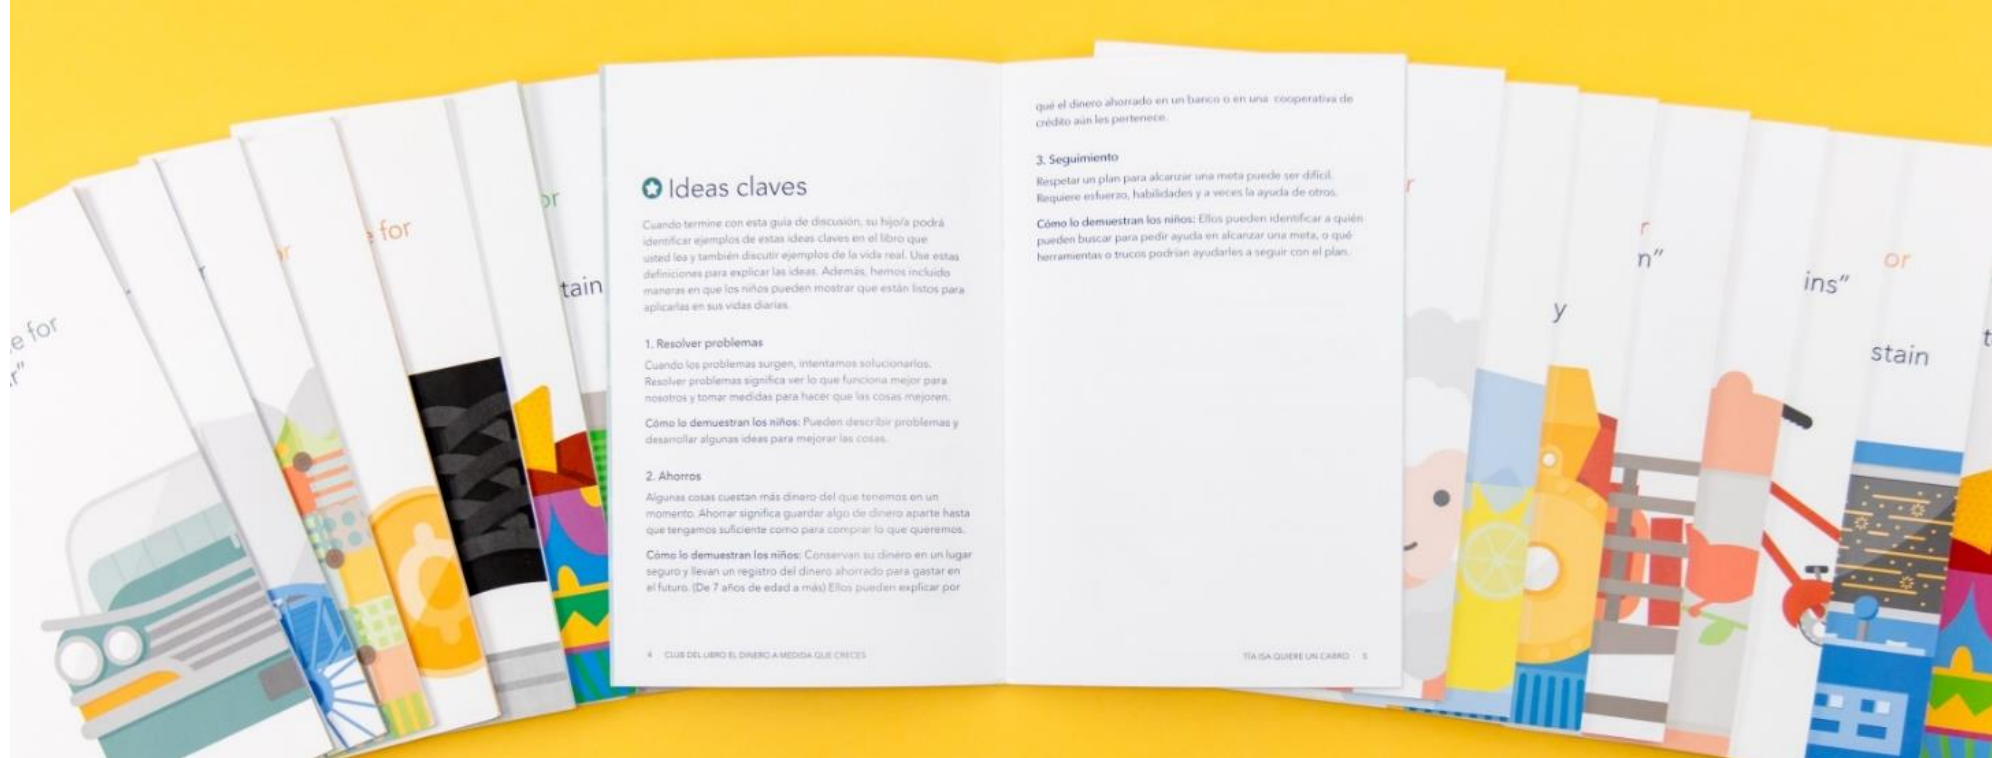 e for
r"
r
or
e for
or
tain
Ideas claves
Cuando termine con esta guía de discusión, su hijo/a podrá
identificar ejemplos de estas ideas claves en el libro que
usted lea y también discutir ejemplos de la vida real. Use estas
definiciones para explicar las ideas. Además, hemos incluido
maneras en que los niños pueden mostrar que están listos para
aplicarlas en sus vidas diarias.
1. Resolver problemas
Cuando los problemas surgen, intentamos solucionarlos.
Resolver problemas significa ver lo que funciona mejor para
nosotros y tomar medidas para hacer que las cosas mejoren.
Cómo lo demuestran los niños: Pueden describir problemas y
desarrollar algunas ideas para mejorar las cosas.
2. Ahorros
Algunas cosas cuestan más dinero del que tenemos en un
momento. Ahorrar significa guardar algo de dinero aparte hasta
que tengamos suficiente como para comprar lo que queremos.
Cómo lo demuestran los niños: Conservan su dinero en un lugar
seguro y llevan un registro del dinero ahorrado para gastar en
el futuro. (De 7 años de edad a más) Ellos pueden explicar por
4 CLUB DEL LIBRO EL DINERO A MEDIDA QUE CRECES
qué el dinero ahorrado en un banco o en una cooperativa de
crédito aún les pertenece.
3. Seguimiento
Respetar un plan para alcanzar una meta puede ser difícil.
Requiere esfuerzo, habilidades y a veces la ayuda de otros.
Cómo lo demuestran los niños: Ellos pueden identificar a quién
pueden buscar para pedir ayuda en alcanzar una meta, o qué
herramientas o trucos podrían ayudarles a seguir con el plan.
TÍA ISA QUIERE UN CARRO 5
r
y
r
n"
ins"
or
stain
t